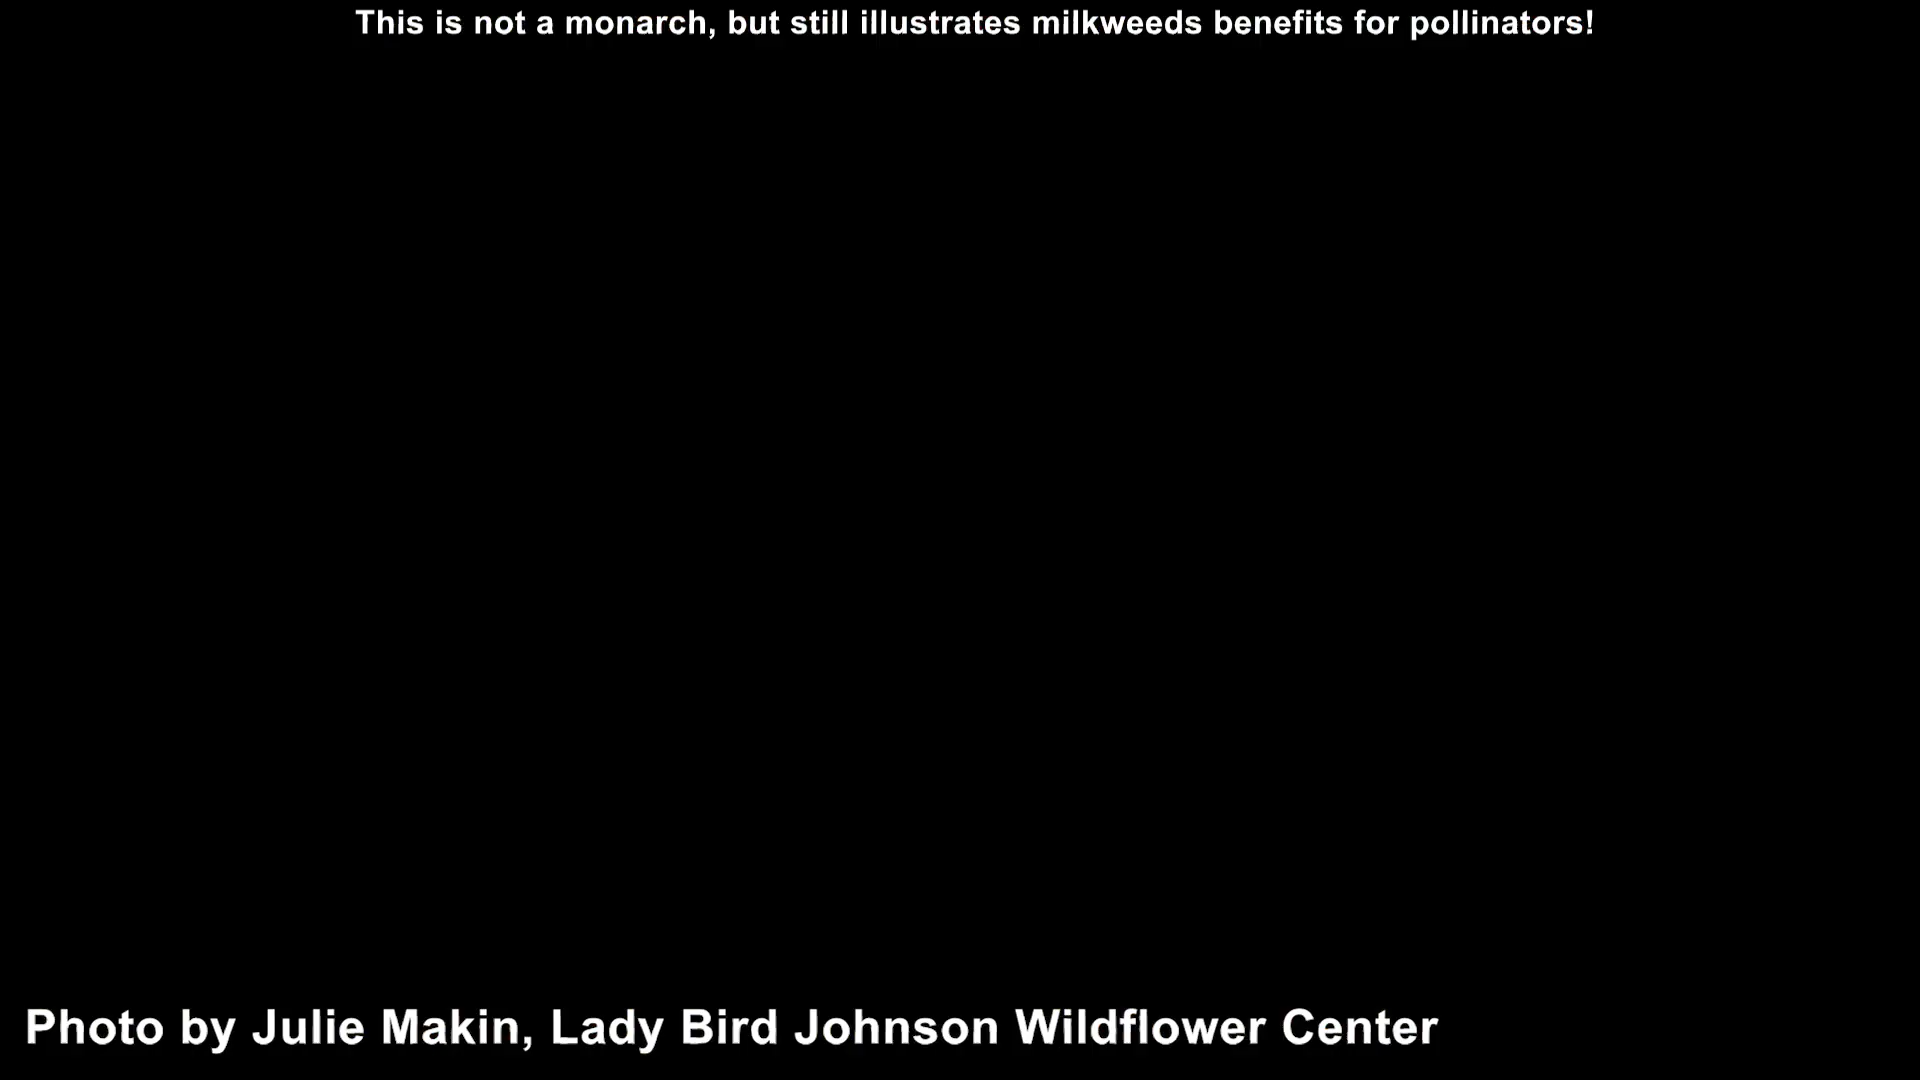 This is not a monarch, but still illustrates milkweeds benefits for pollinators!
Photo by Julie Makin, Lady Bird Johnson Wildflower Center